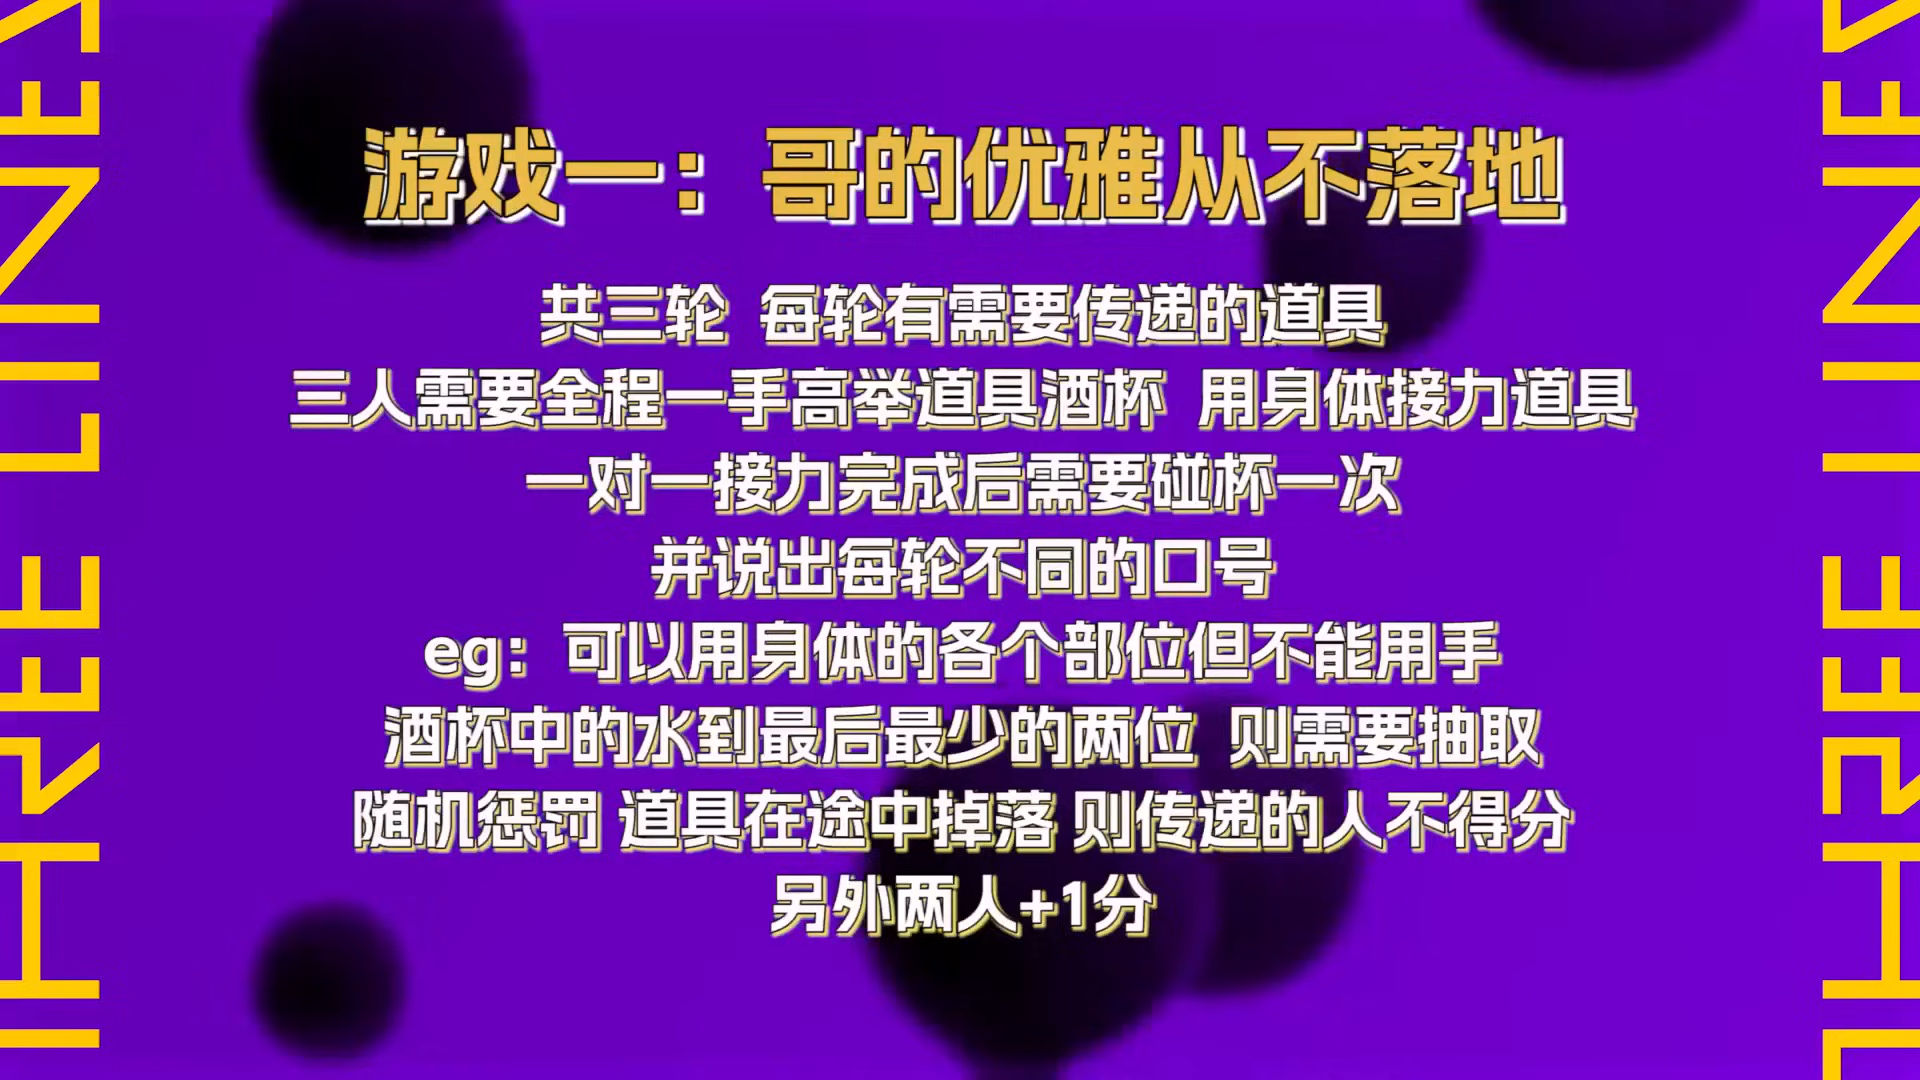 游戏一：哥的优雅从不落地
共三轮 每轮有需要传递的道具
三人需要全程一手高举道具酒杯 用身体接力道具
一对一接力完成后需要碰杯一次
并说出每轮不同的口号
eg：可以用身体的各个部位但不能用手
酒杯中的水到最后最少的两位 则需要抽取
随机惩罚 道具在途中掉落 则传递的人不得分
另外两人+1分
THREE LINE
THREE LINE